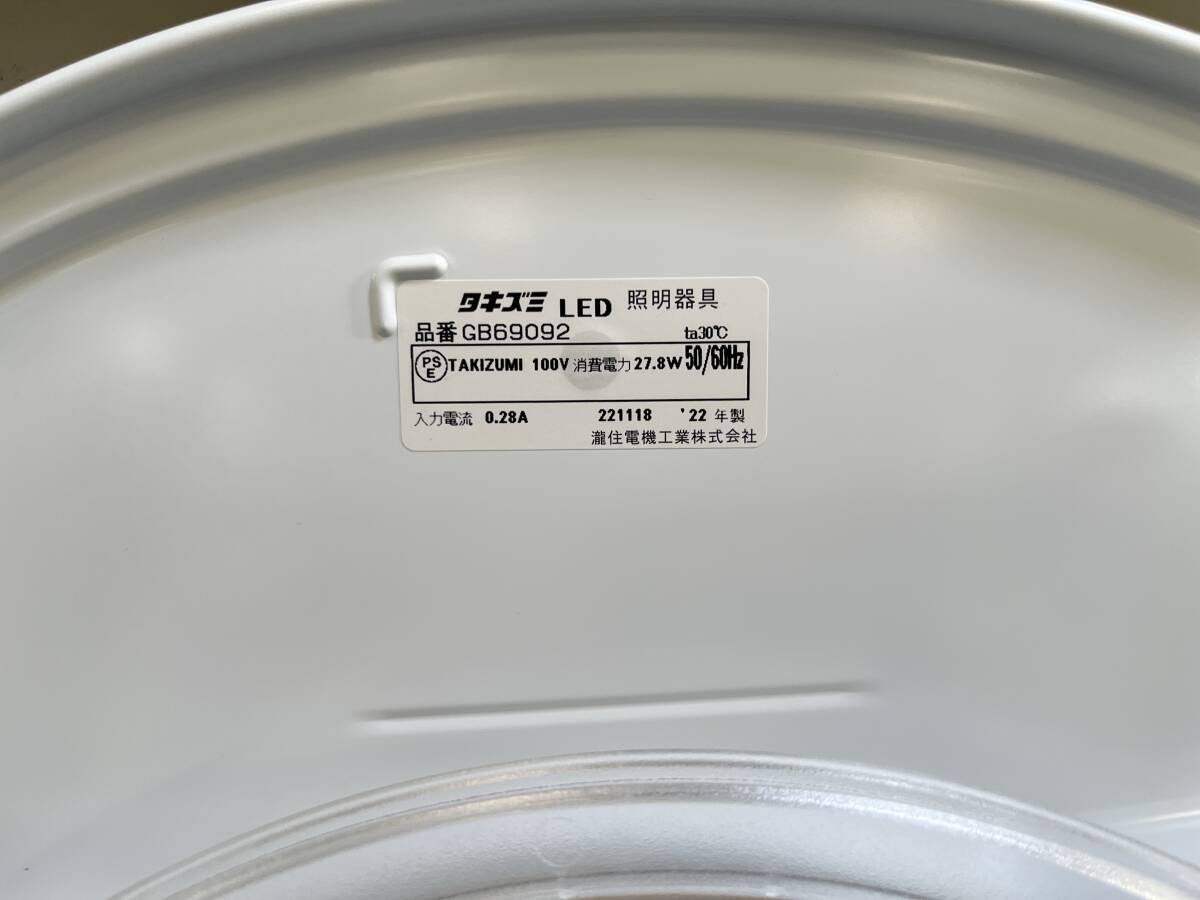 タキズミ LED 照明器具
品番 GB69092 ta30℃
PSE TAKIZUMI 100V 消費電力 27.8W 50/60Hz
入力電流 0.28A 221118 '22 年製
瀧住電機工業株式会社